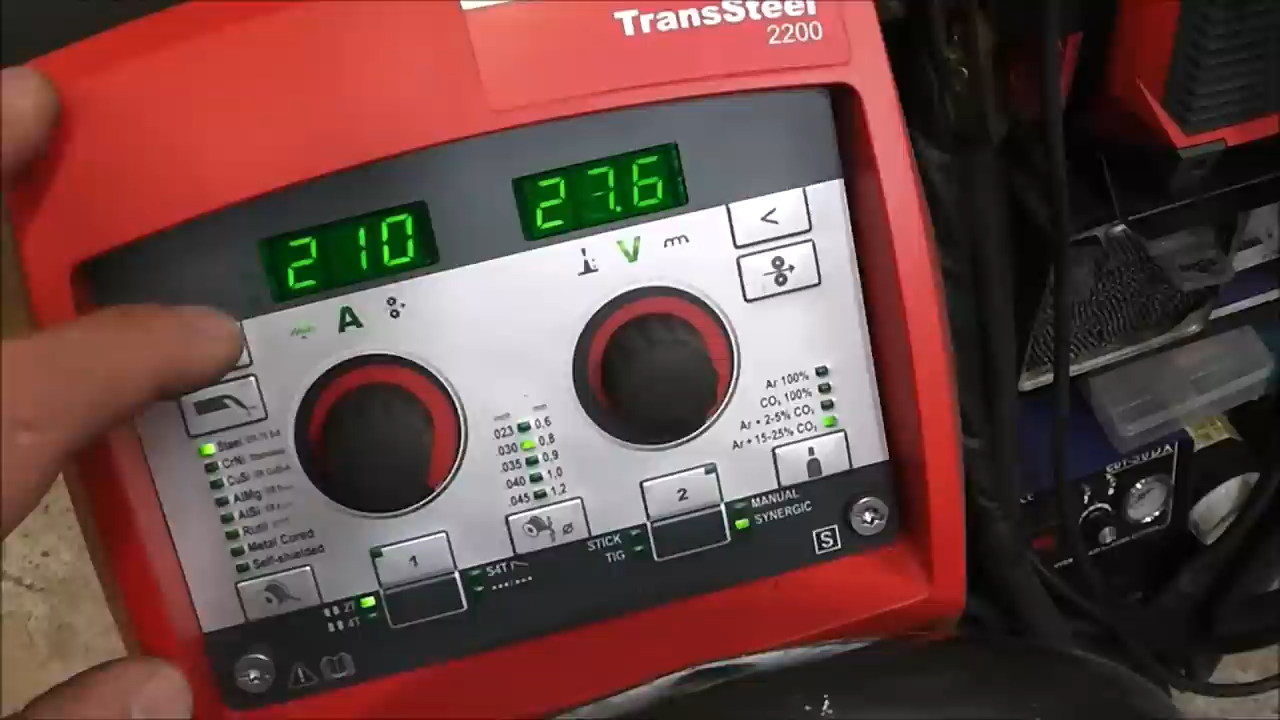 TransSteel
2200
210
27.6
<
A
V
Ar 100%
CO₂ 100%
Ar + 2-5% CO₂
Ar + 15-25% CO₂
.023 0,6
.030 0,8
.035 0,9
.040 1,0
.045 1,2
Steel
CrNi
CuSi
AlMg
AlSi
Rutil
Metal Cored
Self-shielded
Ø
1
2
MANUAL
SYNERGIC
STICK
TIG
S
S4T
2T
4T